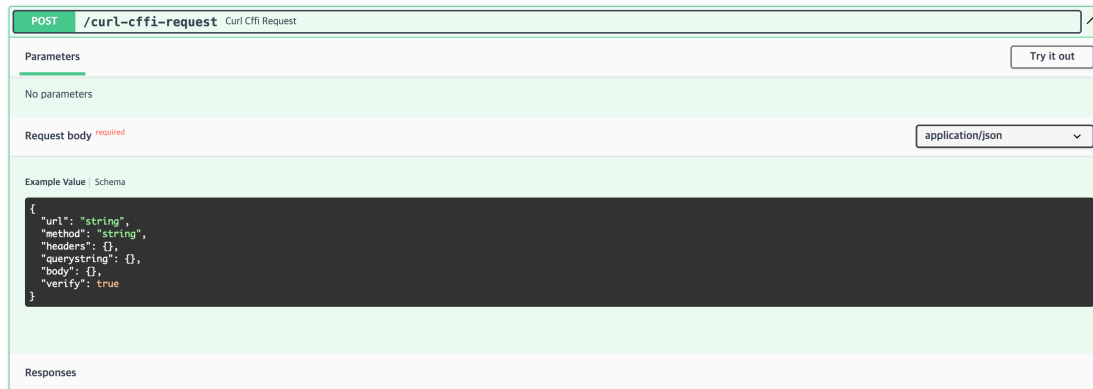 POST /curl-cffi-request Curl Cffi Request
Parameters
Try it out
No parameters
Request body required
application/json
Example Value | Schema
{
  "url": "string",
  "method": "string",
  "headers": {},
  "querystring": {},
  "body": {},
  "verify": true
}
Responses